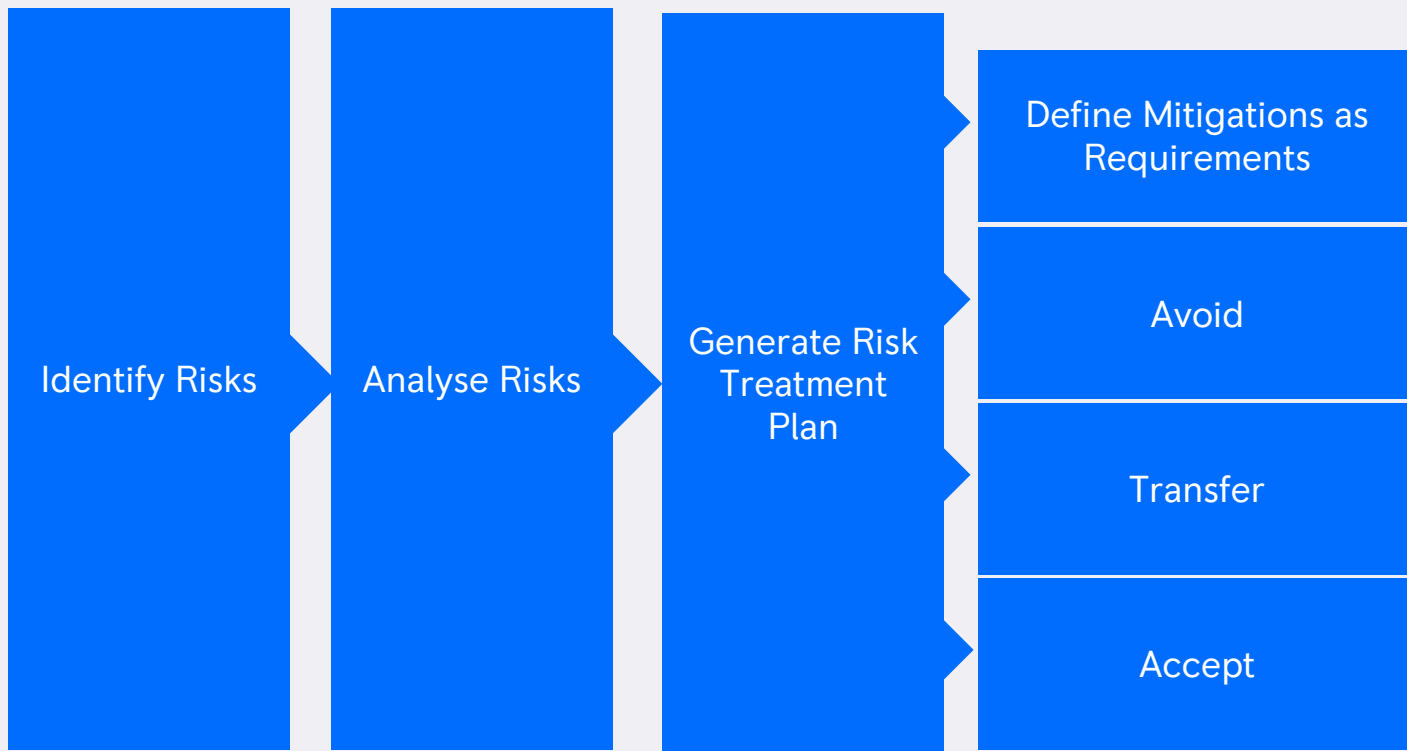 Identify Risks
Analyse Risks
Generate Risk
Treatment
Plan
Define Mitigations as
Requirements
Avoid
Transfer
Accept